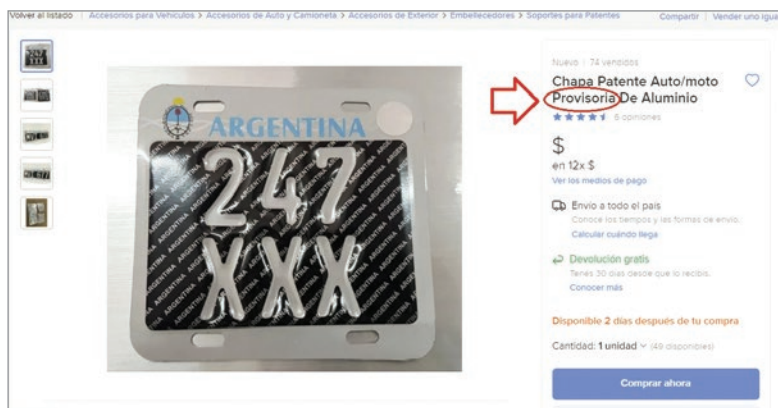 Volver al listado | Accesorios para Vehículos > Accesorios de Auto y Camioneta > Accesorios de Exterior > Embellecedores > Soportes para Patentes
Compartir | Vender uno igual
ARGENTINA
247
XXX
Nuevo | 74 vendidos
Chapa Patente Auto/moto
Provisoria De Aluminio
6 opiniones
$
en 12x $
Ver los medios de pago
Envío a todo el país
Conocé los tiempos y las formas de envío.
Calcular cuándo llega
Devolución gratis
Tenés 30 días desde que lo recibís.
Conocer más
Disponible 2 días después de tu compra
Cantidad: 1 unidad (49 disponibles)
Comprar ahora